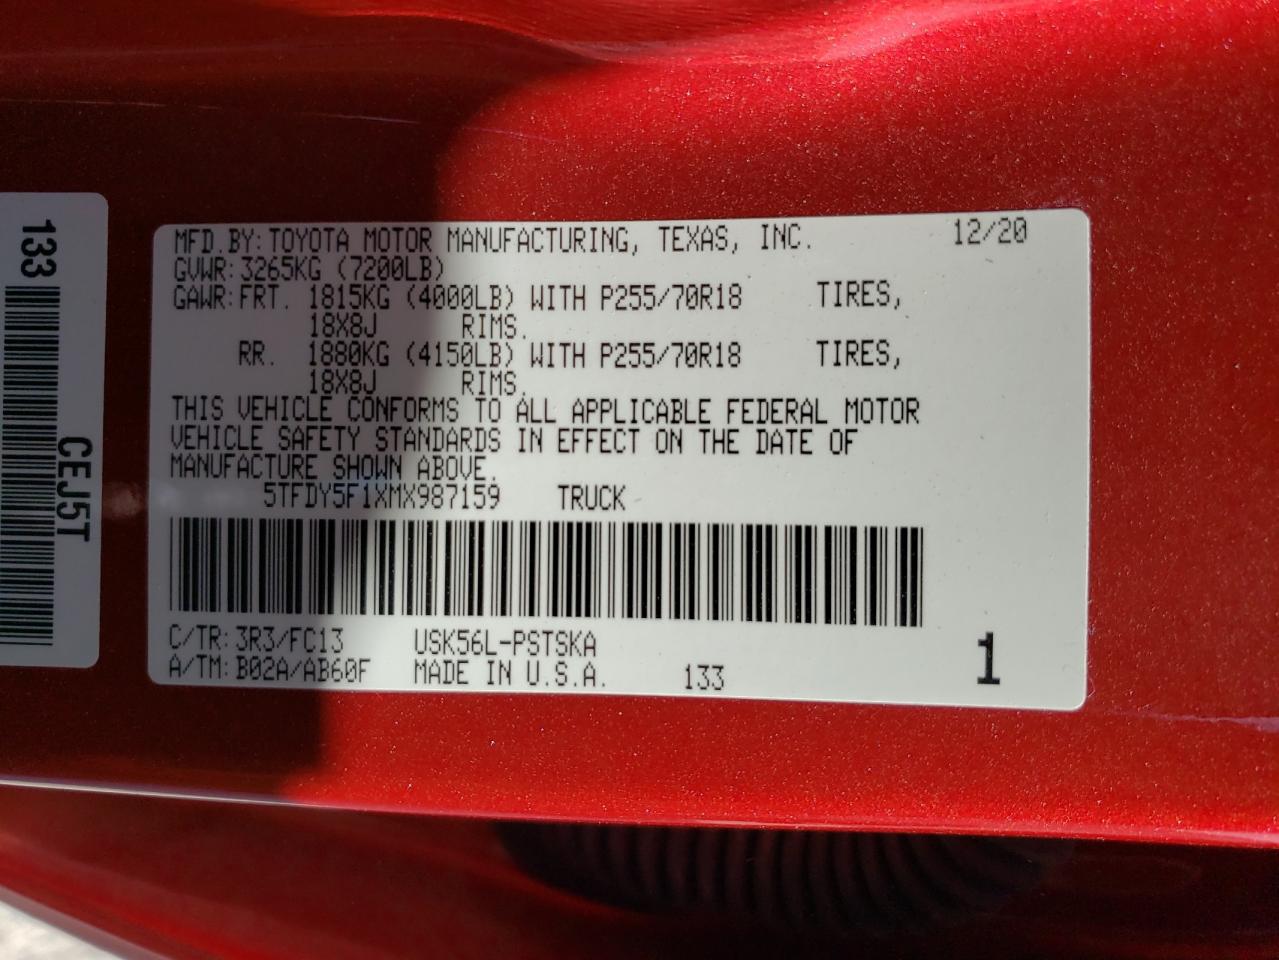 MFD.BY:TOYOTA MOTOR MANUFACTURING, TEXAS, INC. 12/20
GVWR:3265KG (7200LB)
GAWR:FRT. 1815KG (4000LB) WITH P255/70R18 TIRES,
18X8J RIMS.
RR. 1880KG (4150LB) WITH P255/70R18 TIRES,
18X8J RIMS.
THIS VEHICLE CONFORMS TO ALL APPLICABLE FEDERAL MOTOR
VEHICLE SAFETY STANDARDS IN EFFECT ON THE DATE OF
MANUFACTURE SHOWN ABOVE.
5TFDY5F1XMX987159 TRUCK
C/TR:3R3/FC13 USK56L-PSTSKA
A/TM:B02A/AB60F MADE IN U.S.A. 133 1
133
CEJ5T